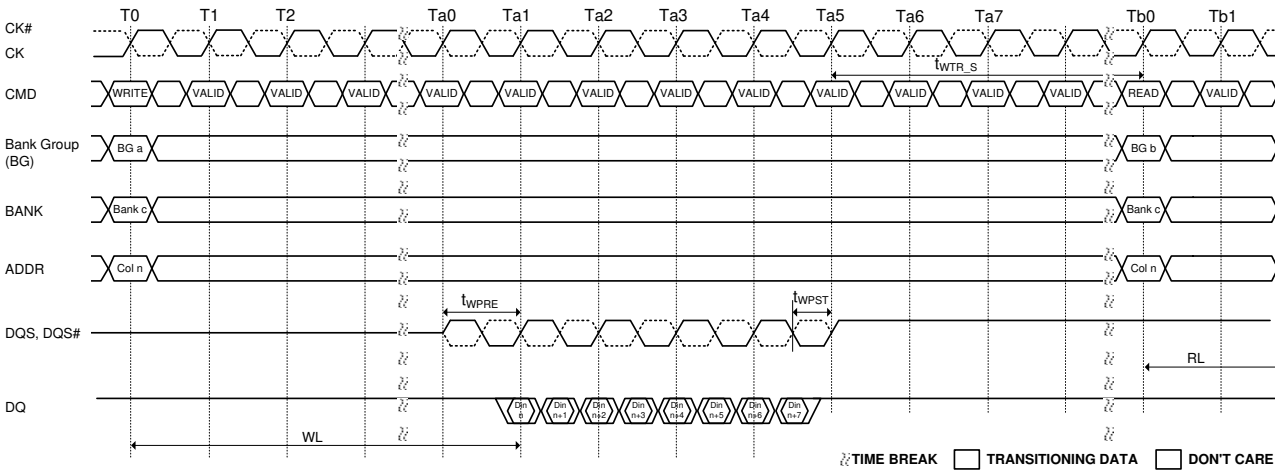 T0 T1 T2 Ta0 Ta1 Ta2 Ta3 Ta4 Ta5 Ta6 Ta7 Tb0 Tb1
CK#
CK
tWTR_S
CMD WRITE VALID VALID VALID VALID VALID VALID VALID VALID VALID VALID VALID VALID READ VALID
Bank Group
(BG)
BG a BG b
BANK Bank c Bank c
ADDR Col n Col n
tWPRE tWPST
DQS, DQS#
RL
DQ
Din n Din n+1 Din n+2 Din n+3 Din n+4 Din n+5 Din n+6 Din n+7
WL
TIME BREAK TRANSITIONING DATA DON'T CARE